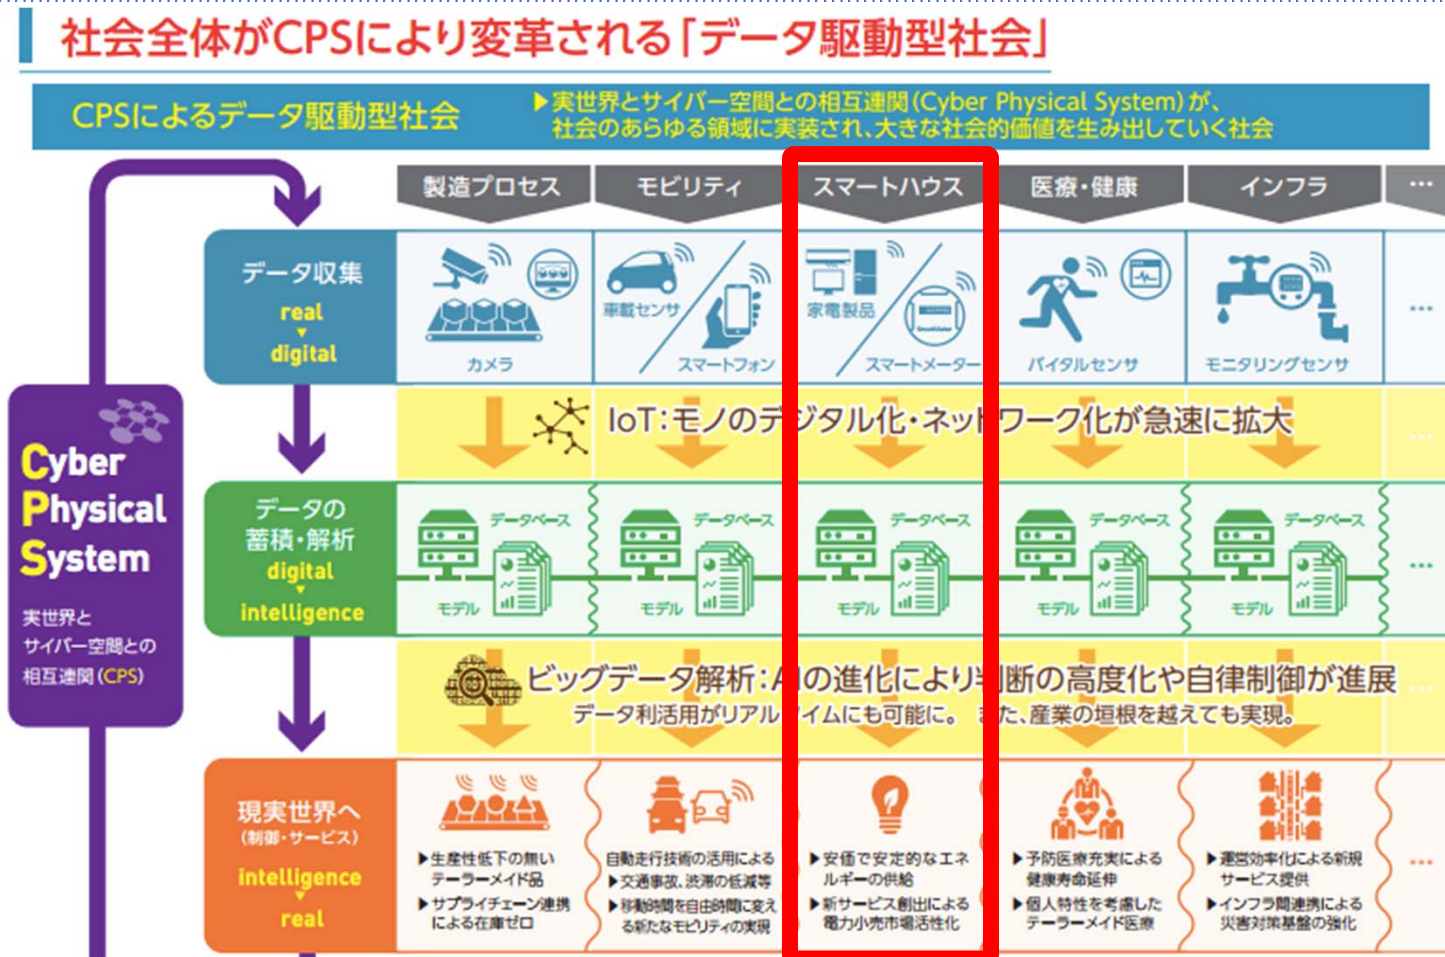 社会全体がCPSにより変革される「データ駆動型社会」
CPSによるデータ駆動型社会
▶実世界とサイバー空間との相互連関(Cyber Physical System)が、
社会のあらゆる領域に実装され、大きな社会的価値を生み出していく社会
製造プロセス
モビリティ
スマートハウス
医療・健康
インフラ
…
Cyber
Physical
System
実世界と
サイバー空間との
相互連関(CPS)
データ収集
real
▼
digital
カメラ
車載センサ
スマートフォン
家電製品
スマートメーター
バイタルセンサ
モニタリングセンサ
…
IoT:モノのデジタル化・ネットワーク化が急速に拡大
…
データの
蓄積・解析
digital
▼
intelligence
データベース
モデル
データベース
モデル
データベース
モデル
データベース
モデル
データベース
モデル
…
ビッグデータ解析:AIの進化により判断の高度化や自律制御が進展
データ利活用がリアルタイムにも可能に。 また、産業の垣根を越えても実現。
…
現実世界へ
(制御・サービス)
intelligence
▼
real
▶生産性低下の無い
テーラーメイド品
▶サプライチェーン連携
による在庫ゼロ
自動走行技術の活用による
▶交通事故、渋滞の低減等
▶移動時間を自由時間に変え
る新たなモビリティの実現
▶安価で安定的なエネ
ルギーの供給
▶新サービス創出による
電力小売市場活性化
▶予防医療充実による
健康寿命延伸
▶個人特性を考慮した
テーラーメイド医療
▶運営効率化による新規
サービス提供
▶インフラ間連携による
災害対策基盤の強化
…